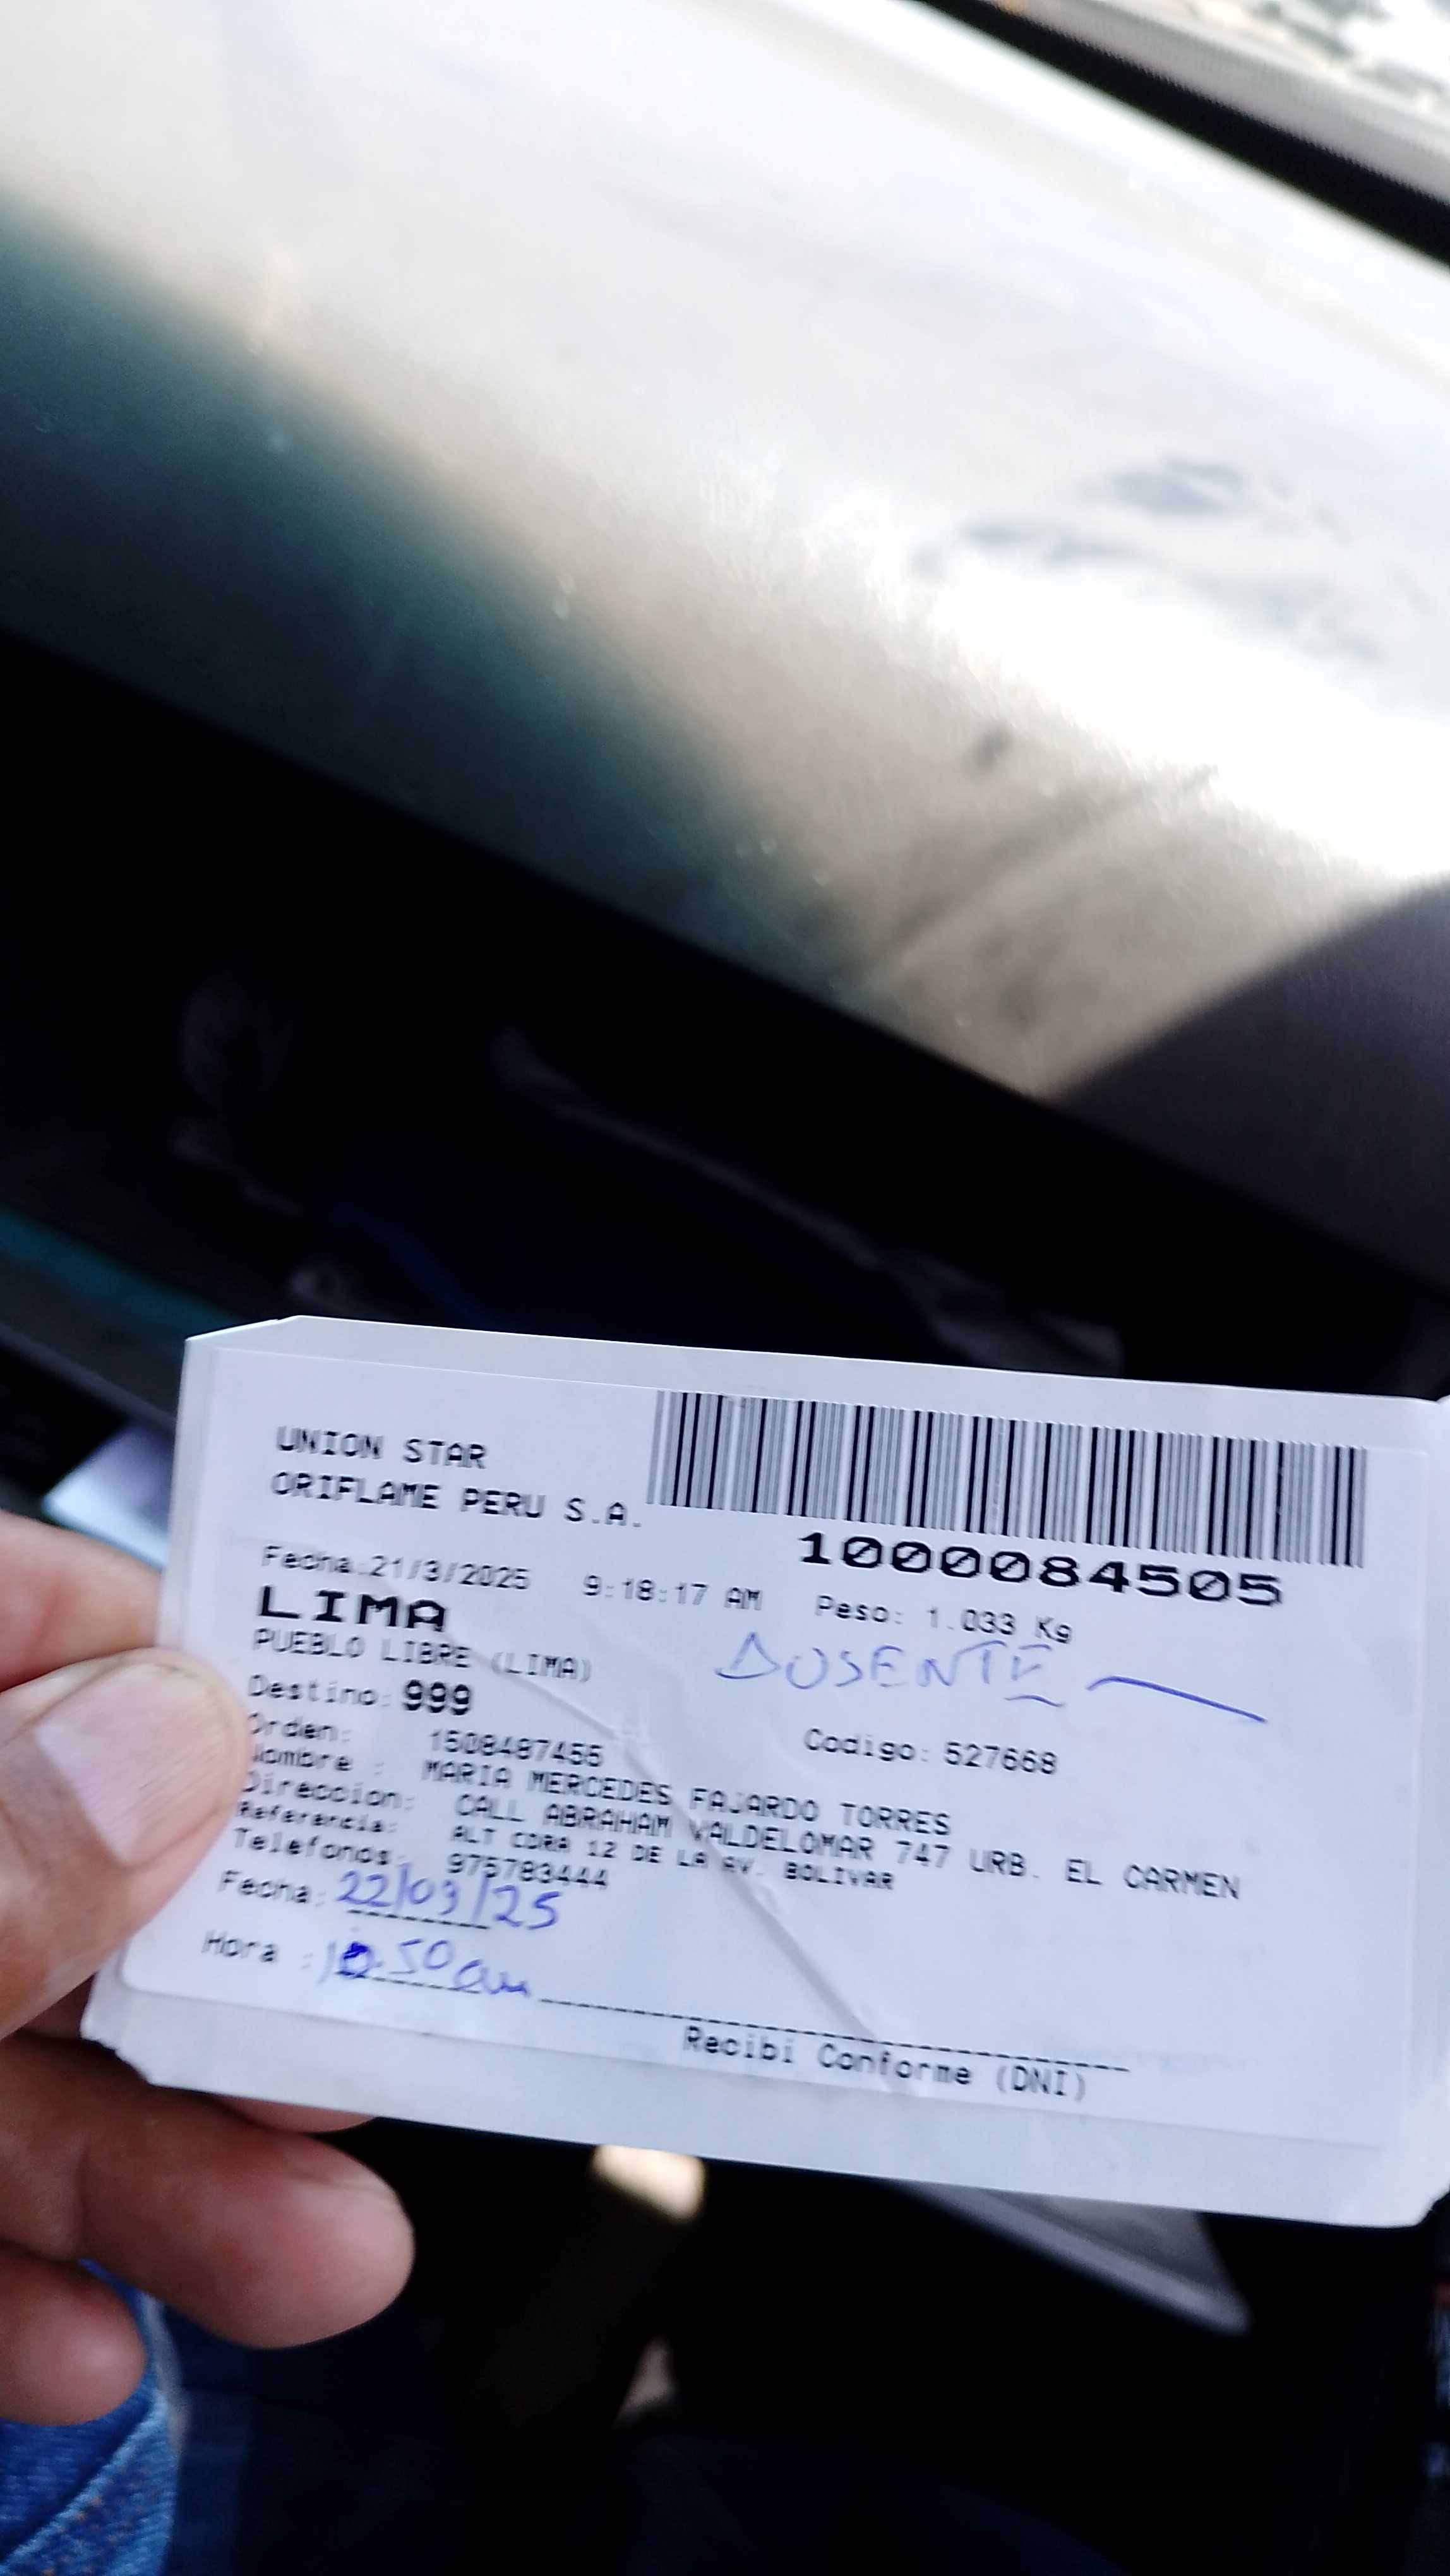 UNION STAR
ORIFLAME PERU S.A.
1000084505
Fecha:21/3/2025 9:18:17 AM Peso: 1.033 Kg
LIMA
PUEBLO LIBRE (LIMA)
AUSENTE
Destino: 999
Orden: 1508487455 Codigo: 527668
Nombre : MARIA MERCEDES FAJARDO TORRES
Direccion: CALL ABRAHAM VALDELOMAR 747 URB. EL CARMEN
Referencia: ALT CDRA 12 DE LA AV. BOLIVAR
Telefonos: 975783444
Fecha: 22/03/25
Hora : 10:50 am
Recibi Conforme (DNI)